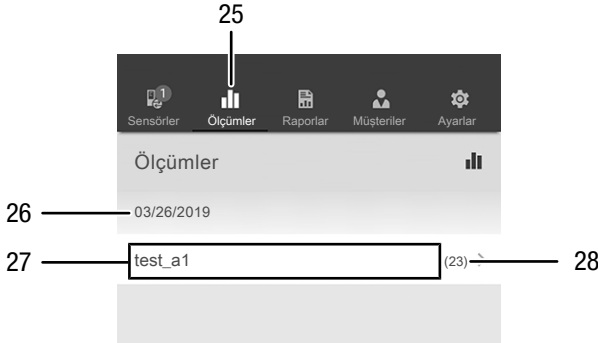 25
1
Sensörler Ölçümler Raporlar Müşteriler Ayarlar
Ölçümler
26 03/26/2019
27 test_a1 (23) 28